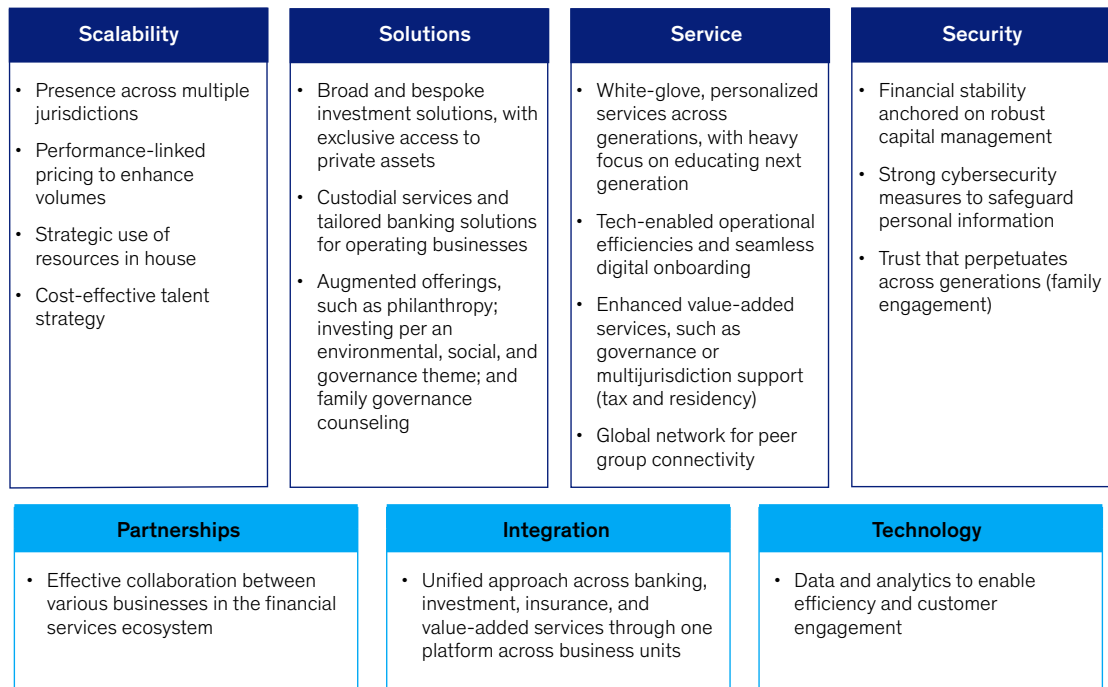 Scalability
• Presence across multiple
jurisdictions
• Performance-linked
pricing to enhance
volumes
• Strategic use of
resources in house
• Cost-effective talent
strategy
Solutions
• Broad and bespoke
investment solutions, with
exclusive access to
private assets
• Custodial services and
tailored banking solutions
for operating businesses
• Augmented offerings,
such as philanthropy;
investing per an
environmental, social, and
governance theme; and
family governance
counseling
Service
• White-glove, personalized
services across
generations, with heavy
focus on educating next
generation
• Tech-enabled operational
efficiencies and seamless
digital onboarding
• Enhanced value-added
services, such as
governance or
multijurisdiction support
(tax and residency)
• Global network for peer
group connectivity
Security
• Financial stability
anchored on robust
capital management
• Strong cybersecurity
measures to safeguard
personal information
• Trust that perpetuates
across generations (family
engagement)
Partnerships
• Effective collaboration between
various businesses in the financial
services ecosystem
Integration
• Unified approach across banking,
investment, insurance, and
value-added services through one
platform across business units
Technology
• Data and analytics to enable
efficiency and customer
engagement